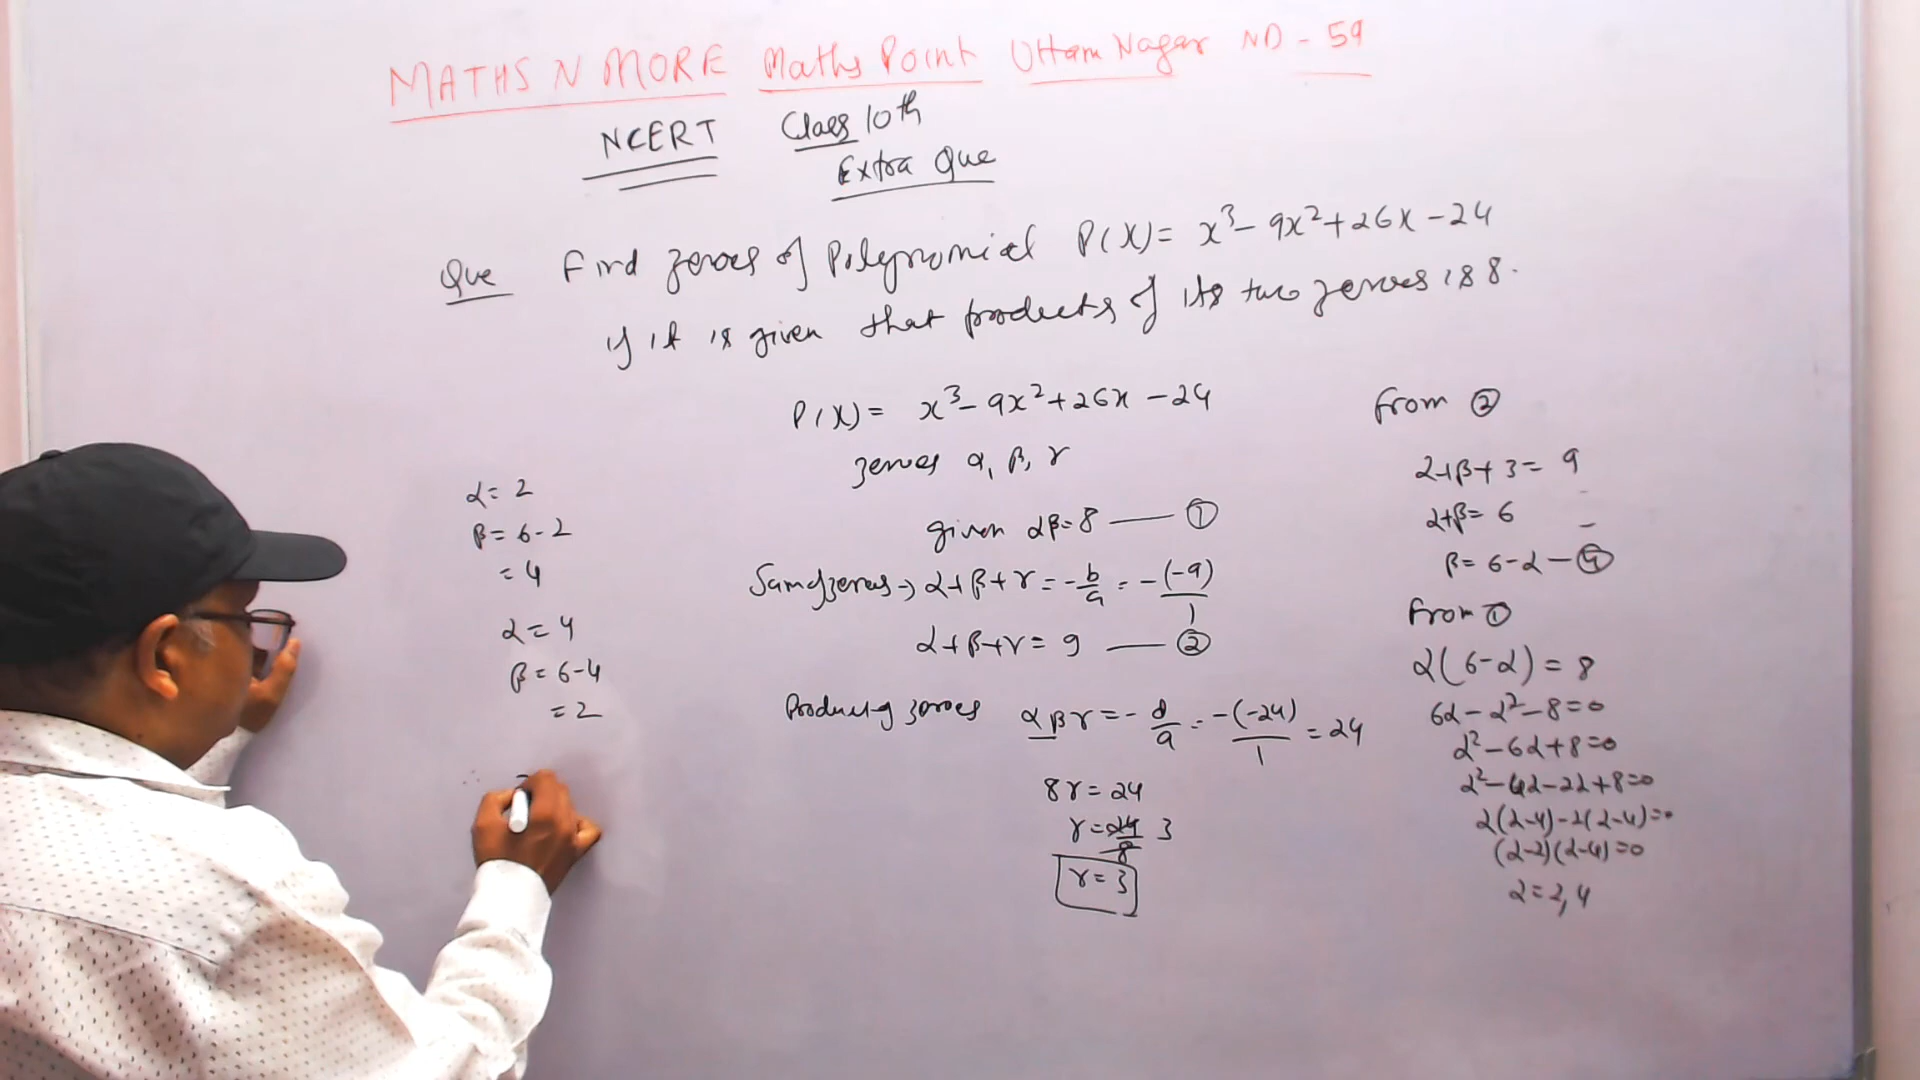 MATHS N MORE Maths Point Uttam Nagar ND - 59
NCERT Class 10th
Extra Que
Que Find zeroes of Polynomial P(X) = x³ - 9x² + 26x - 24
if it is given that products of its two zeroes is 8.
P(X) = x³ - 9x² + 26x - 24
zeroes α, β, γ
given αβ = 8 — ①
Sum of zeroes → α + β + γ = -b/a = -(-9)/1
α + β + γ = 9 — ②
Product of zeroes αβγ = -d/a = -(-24)/1 = 24
8γ = 24
γ = 24/8 3
γ = 3
From ②
α + β + 3 = 9
α + β = 6
β = 6 - α — ④
From ①
α(6 - α) = 8
6α - α² - 8 = 0
α² - 6α + 8 = 0
α² - 4α - 2α + 8 = 0
α(α - 4) - 2(α - 4) = 0
(α - 2)(α - 4) = 0
α = 2, 4
α = 2
β = 6 - 2
= 4
α = 4
β = 6 - 4
= 2